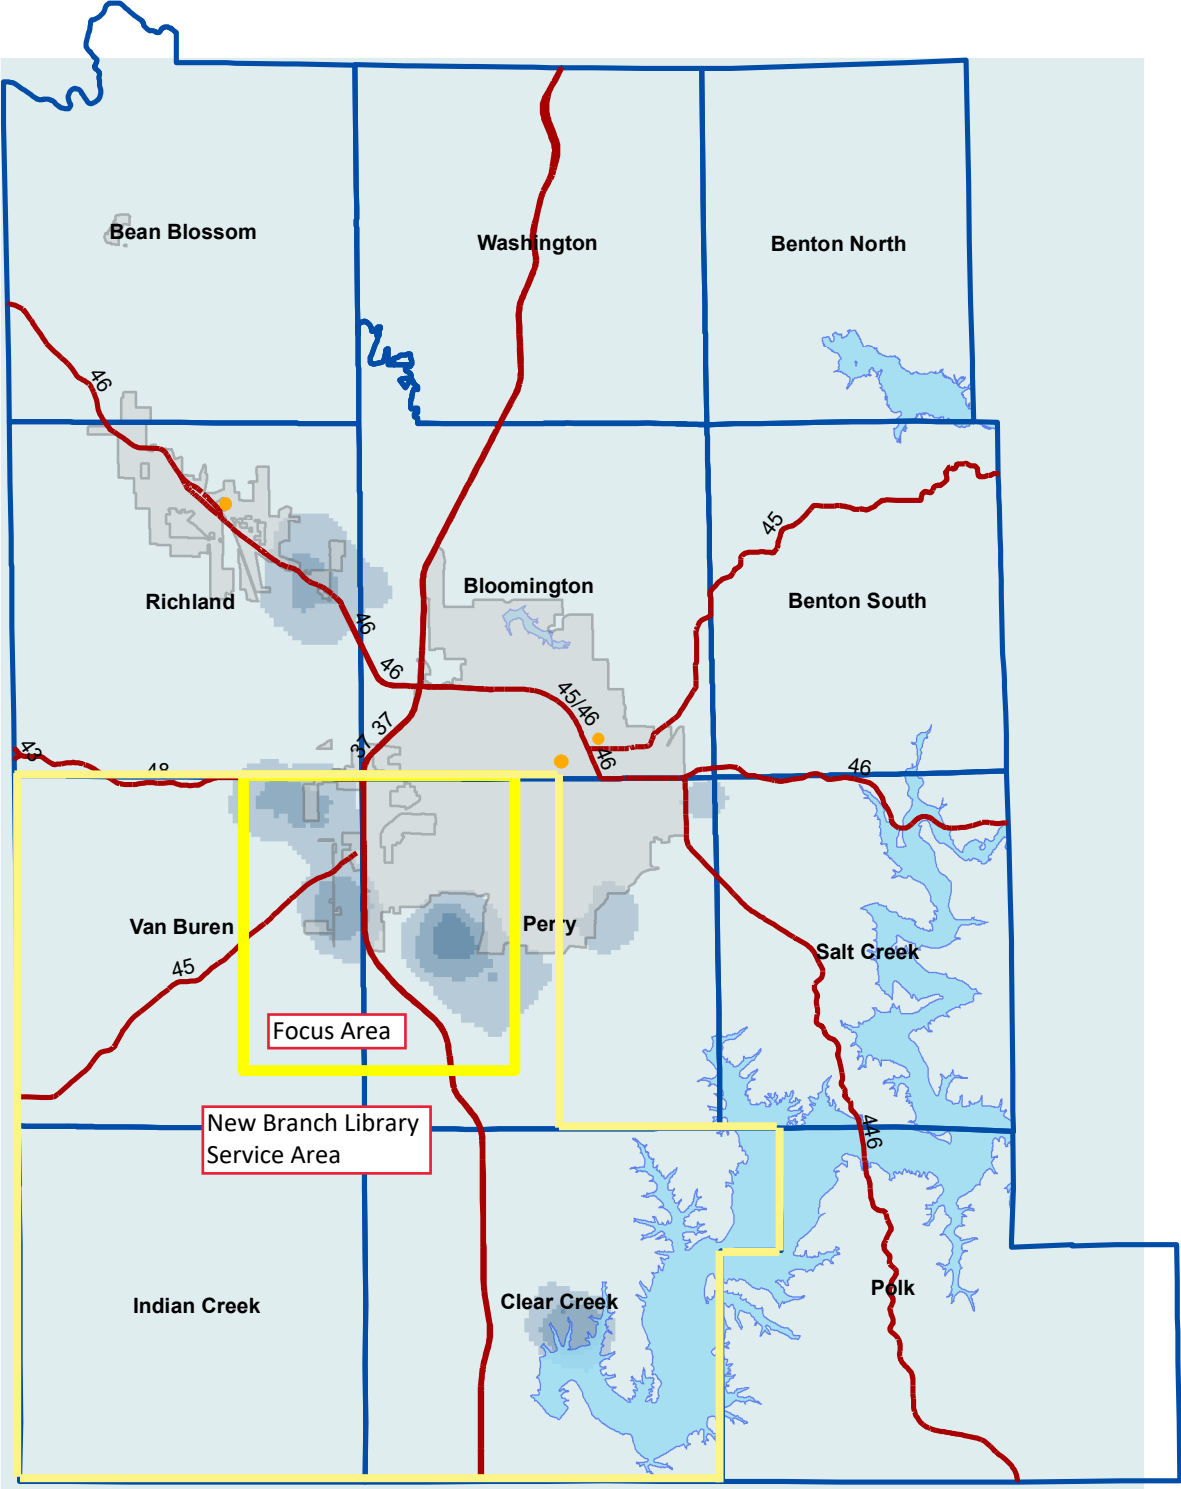 Bean Blossom
Washington
Benton North
46
45
Bloomington
Richland
Benton South
46
46
45/46
37
37
43
46
48
46
Van Buren
Perry
Salt Creek
45
Focus Area
New Branch Library
Service Area
446
Polk
Indian Creek
Clear Creek